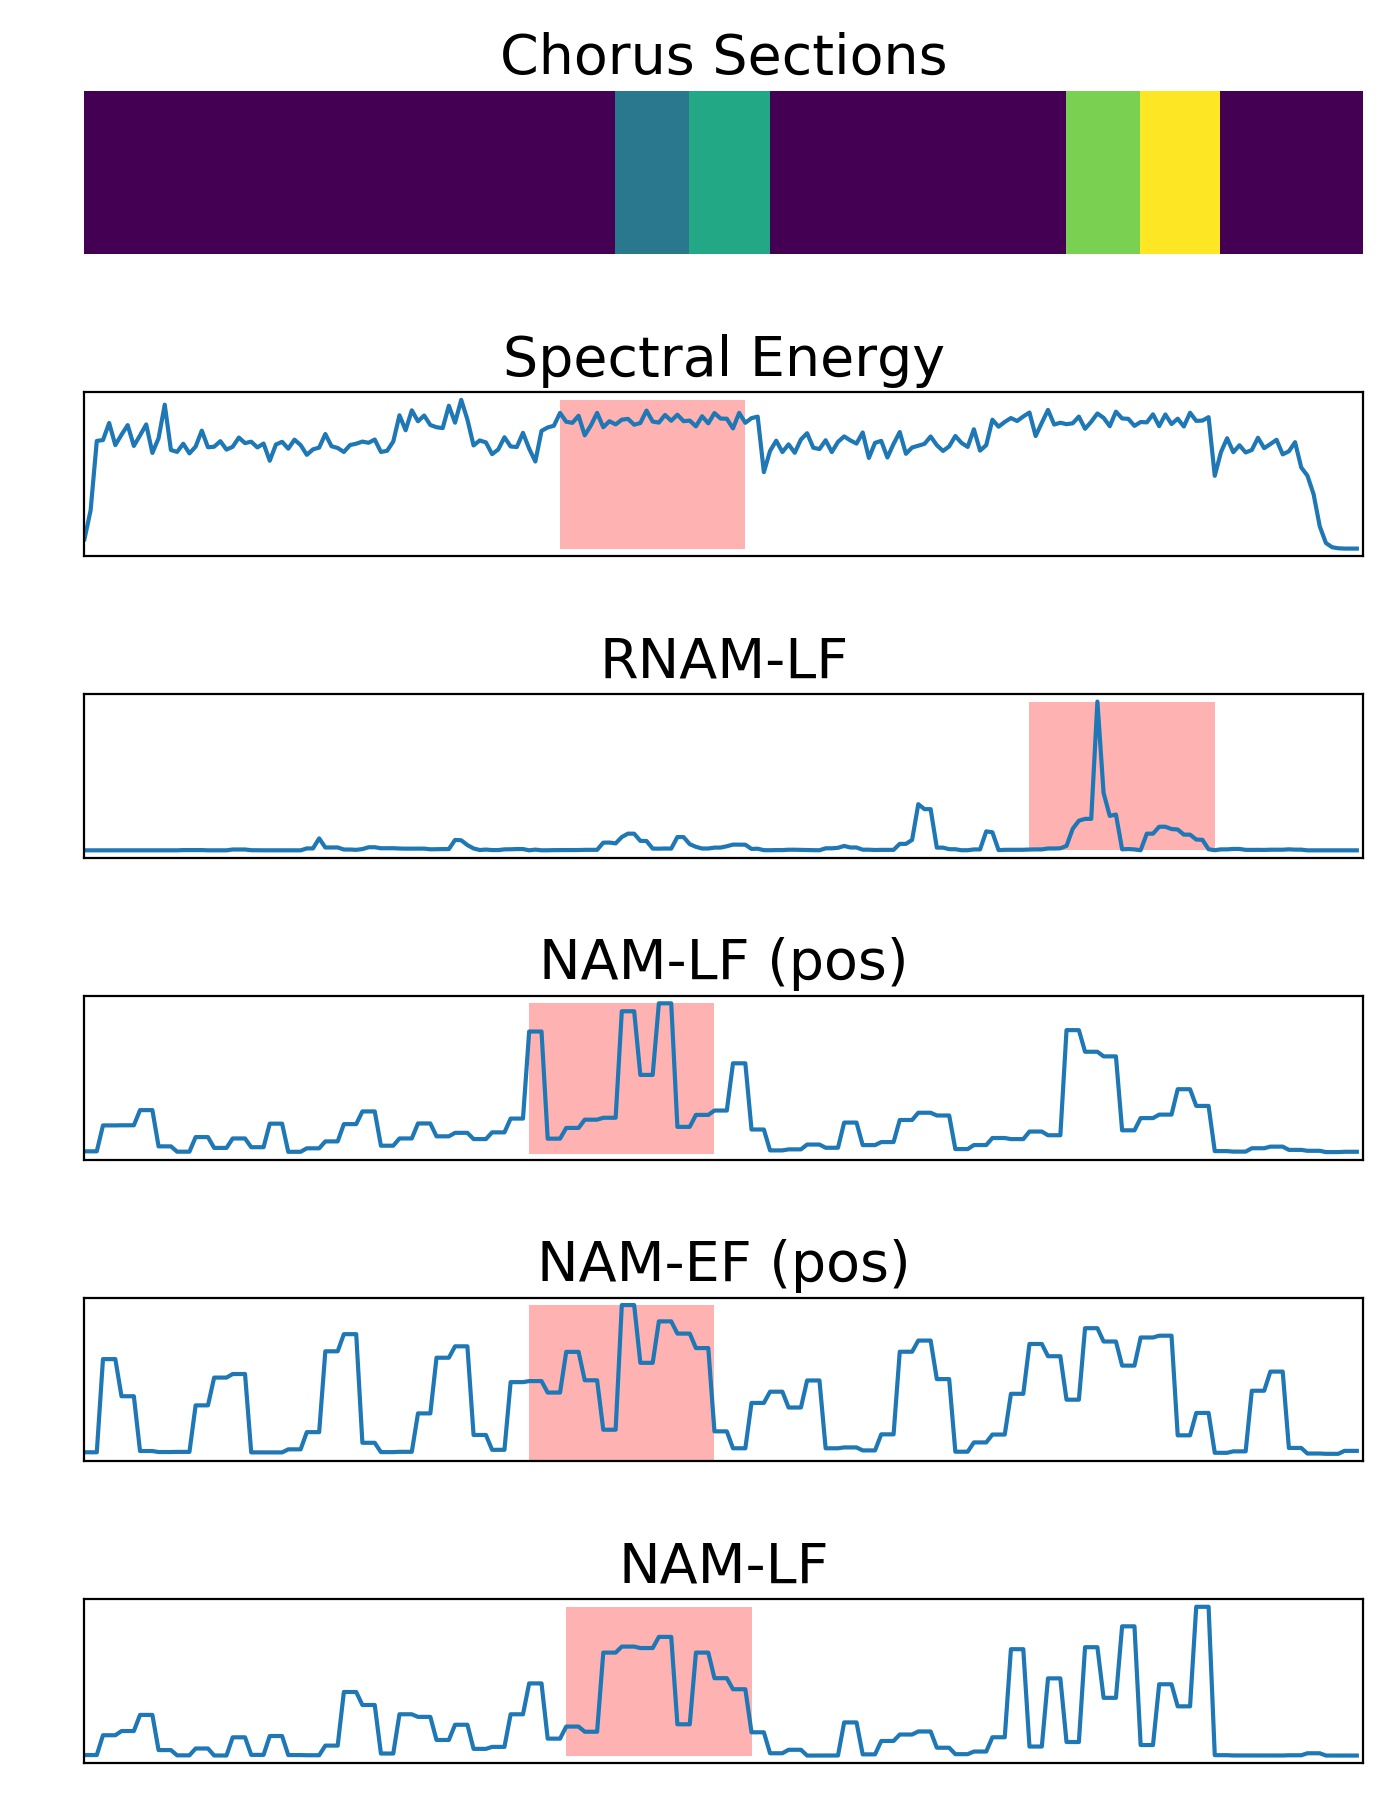 Chorus Sections
Spectral Energy
RNAM-LF
NAM-LF (pos)
NAM-EF (pos)
NAM-LF